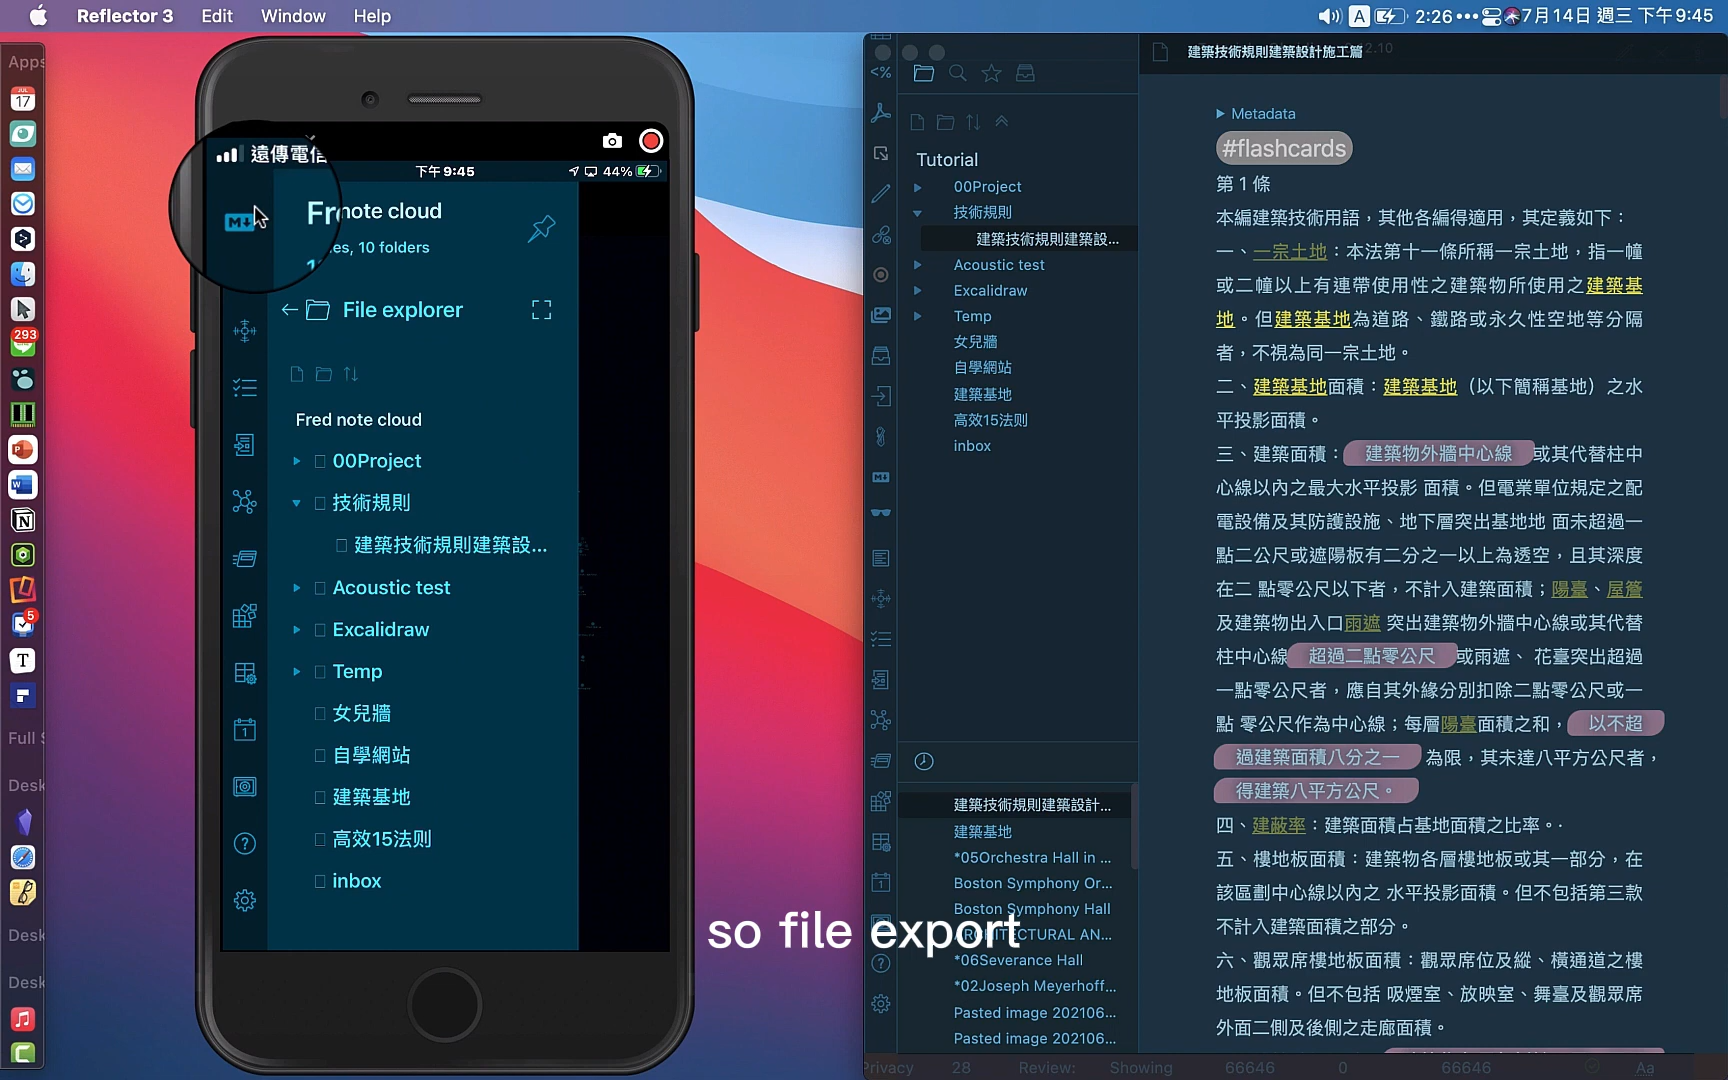 Reflector 3
Edit
Window
Help
A
2:26
7月14日 週三 下午9:45
Apps
JUL
17
293
5
Full S
Desk
Desk
Desk
遠傳電信
下午9:45
44%
Fre
note cloud
es, 10 folders
File explorer
Fred note cloud
00Project
技術規則
建築技術規則建築設...
Acoustic test
Excalidraw
Temp
女兒牆
自學網站
建築基地
高效15法则
inbox
so file export
Tutorial
00Project
技術規則
建築技術規則建築設...
Acoustic test
Excalidraw
Temp
女兒牆
自學網站
建築基地
高效15法则
inbox
建築技術規則建築設計...
建築基地
*05Orchestra Hall in ...
Boston Symphony Or...
Boston Symphony Hall
ARCHITECTURAL AN...
*06Severance Hall
*02Joseph Meyerhoff...
Pasted image 202106...
Pasted image 202106...
建築技術規則建築設計施工篇
2.10
Metadata
#flashcards
第 1 條
本編建築技術用語，其他各編得適用，其定義如下：
一、一宗土地：本法第十一條所稱一宗土地，指一幢
或二幢以上有連帶使用性之建築物所使用之建築基
地。但建築基地為道路、鐵路或永久性空地等分隔
者，不視為同一宗土地。
二、建築基地面積：建築基地（以下簡稱基地）之水
平投影面積。
三、建築面積： 建築物外牆中心線 或其代替柱中
心線以內之最大水平投影 面積。但電業單位規定之配
電設備及其防護設施、地下層突出基地地 面未超過一
點二公尺或遮陽板有二分之一以上為透空，且其深度
在二 點零公尺以下者，不計入建築面積；陽臺、屋簷
及建築物出入口雨遮 突出建築物外牆中心線或其代替
柱中心線 超過二點零公尺 或雨遮、 花臺突出超過
一點零公尺者，應自其外緣分別扣除二點零公尺或一
點 零公尺作為中心線；每層陽臺面積之和， 以不超
過建築面積八分之一 為限，其未達八平方公尺者，
得建築八平方公尺。
四、建蔽率：建築面積占基地面積之比率。·
五、樓地板面積：建築物各層樓地板或其一部分，在
該區劃中心線以內之 水平投影面積。但不包括第三款
不計入建築面積之部分。
六、觀眾席樓地板面積：觀眾席位及縱、橫通道之樓
地板面積。但不包括 吸煙室、放映室、舞臺及觀眾席
外面二側及後側之走廊面積。
Privacy
28
Review:
Showing
66646
0
66646
Aa